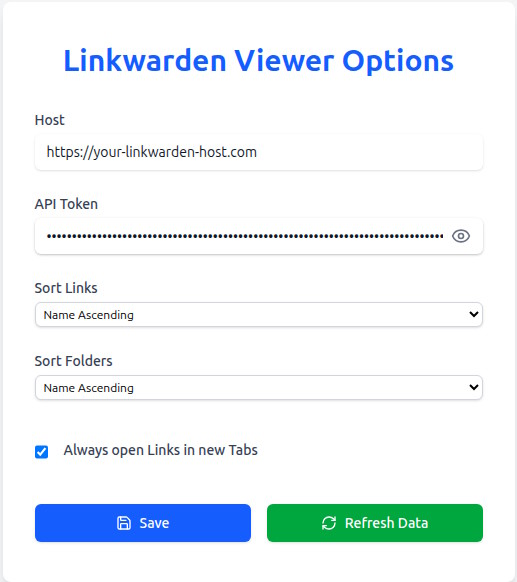 Linkwarden Viewer Options
Host
https://your-linkwarden-host.com
API Token
Sort Links
Name Ascending
Sort Folders
Name Ascending
Always open Links in new Tabs
Save
Refresh Data